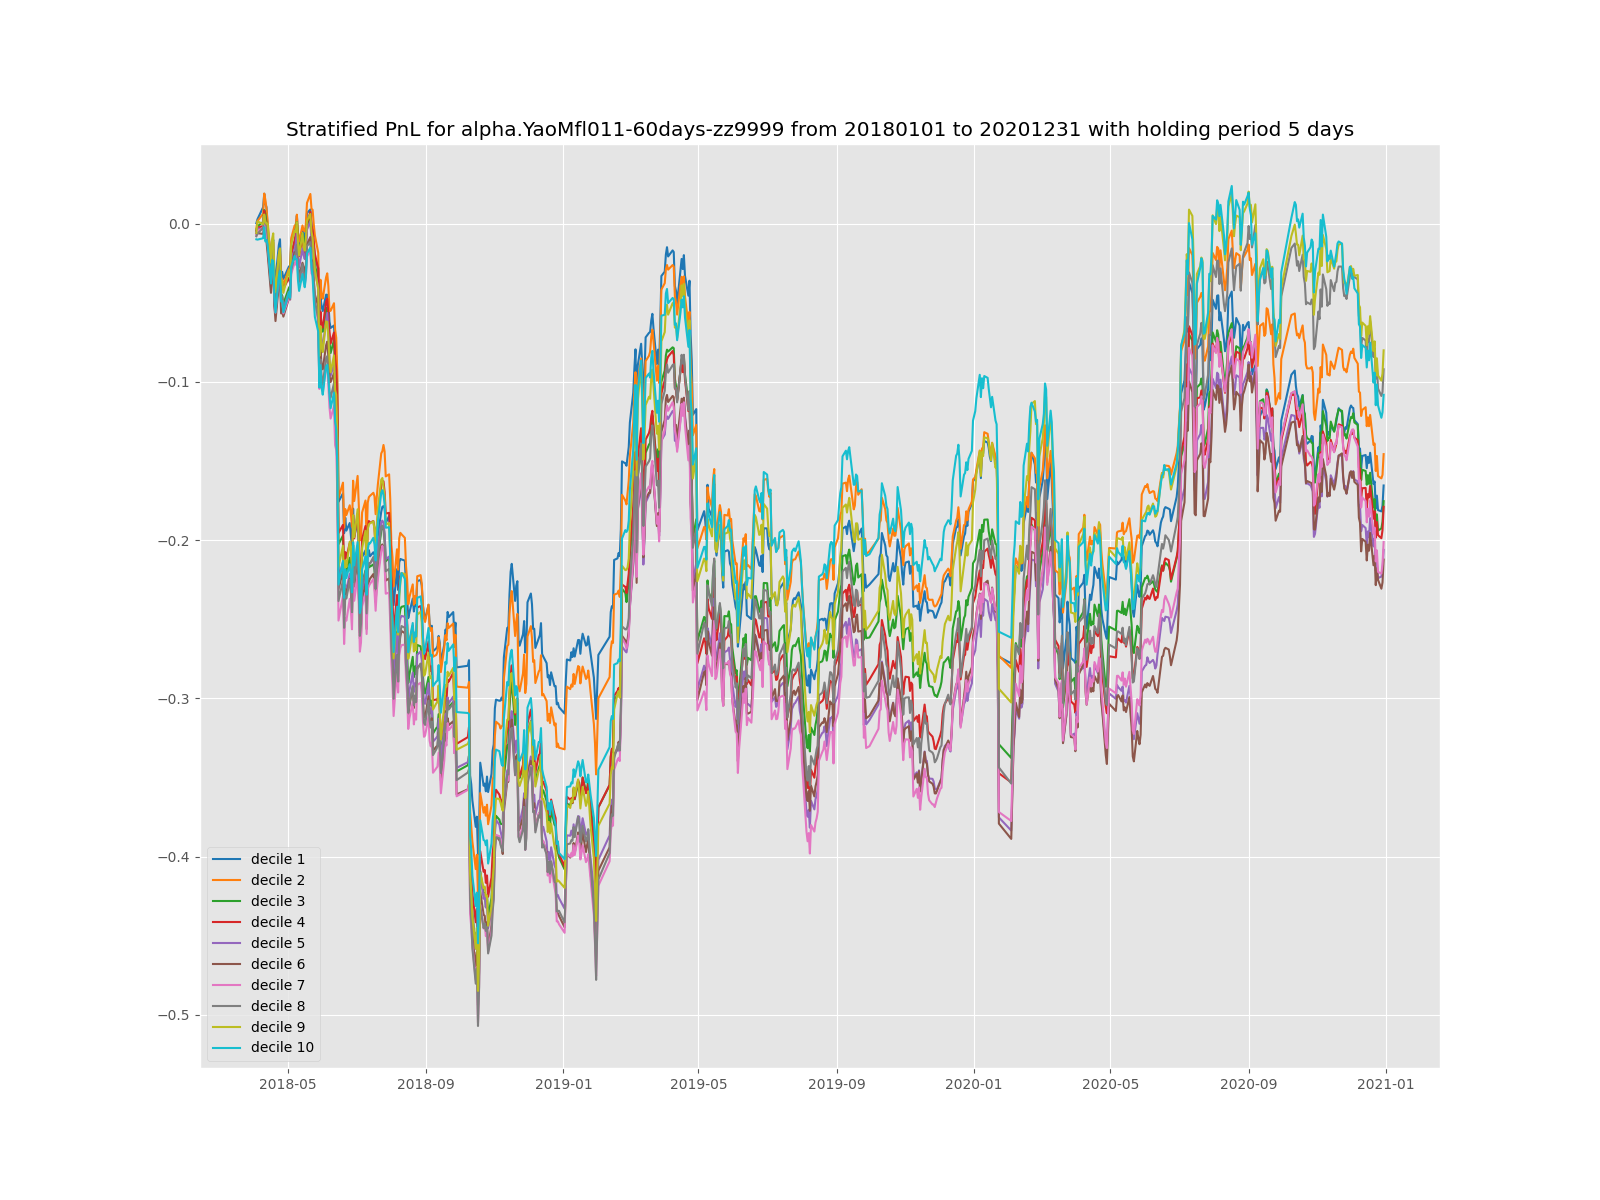 Stratified PnL for alpha.YaoMfl011-60days-zz9999 from 20180101 to 20201231 with holding period 5 days
0.0
−0.1
−0.2
−0.3
−0.4
−0.5
decile 1
decile 2
decile 3
decile 4
decile 5
decile 6
decile 7
decile 8
decile 9
decile 10
2018-05 2018-09 2019-01 2019-05 2019-09 2020-01 2020-05 2020-09 2021-01